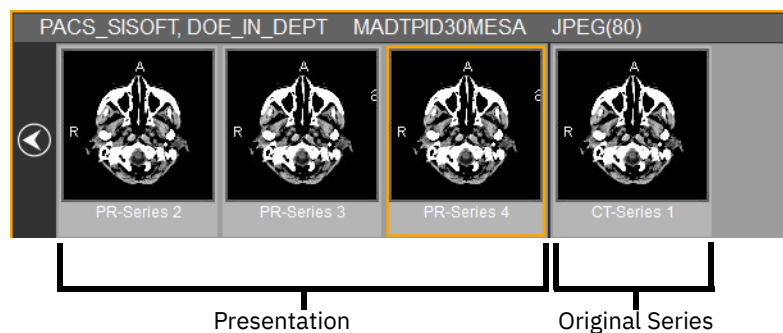 PACS_SISOFT, DOE_IN_DEPT MADTPID30MESA JPEG(80)
A A A A
R R a R a R
PR-Series 2 PR-Series 3 PR-Series 4 CT-Series 1
Presentation Original Series